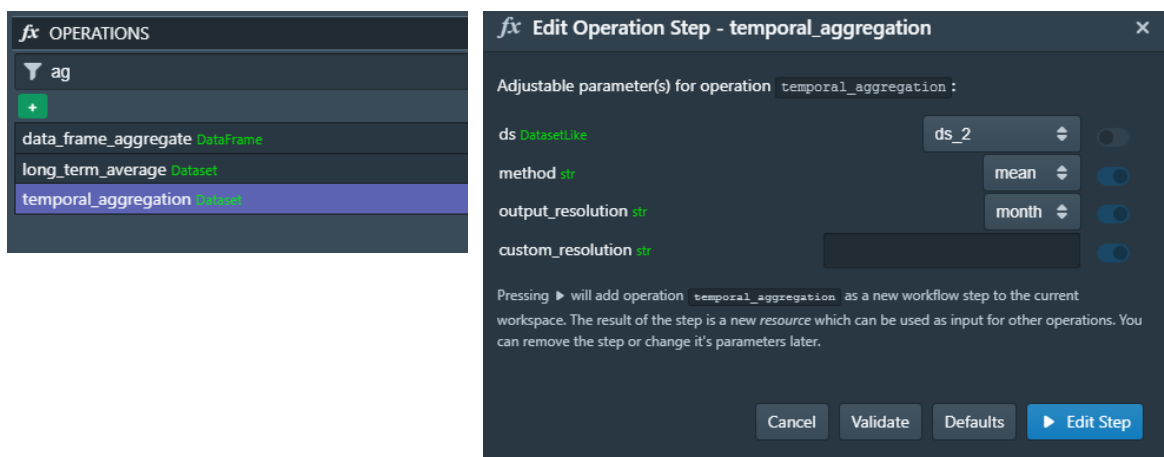 fx OPERATIONS
ag
+
data_frame_aggregate DataFrame
long_term_average Dataset
temporal_aggregation Dataset
fx Edit Operation Step - temporal_aggregation
Adjustable parameter(s) for operation temporal_aggregation :
ds DatasetLike ds_2
method str mean
output_resolution str month
custom_resolution str
Pressing ▶ will add operation temporal_aggregation as a new workflow step to the current
workspace. The result of the step is a new resource which can be used as input for other operations. You
can remove the step or change it's parameters later.
Cancel Validate Defaults Edit Step